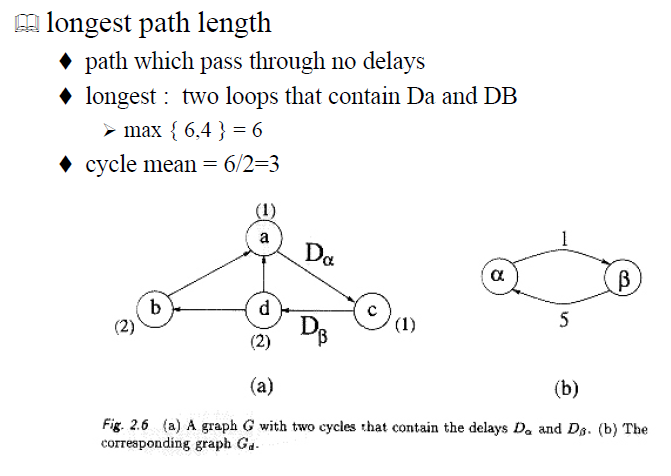 longest path length
path which pass through no delays
longest : two loops that contain Da and DB
max { 6,4 } = 6
cycle mean = 6/2=3
(1)
a
Dα
b
(2)
d
(2)
Dβ
c
(1)
(a)
1
α
β
5
(b)
Fig. 2.6 (a) A graph G with two cycles that contain the delays Dα and Dβ. (b) The
corresponding graph Gd.